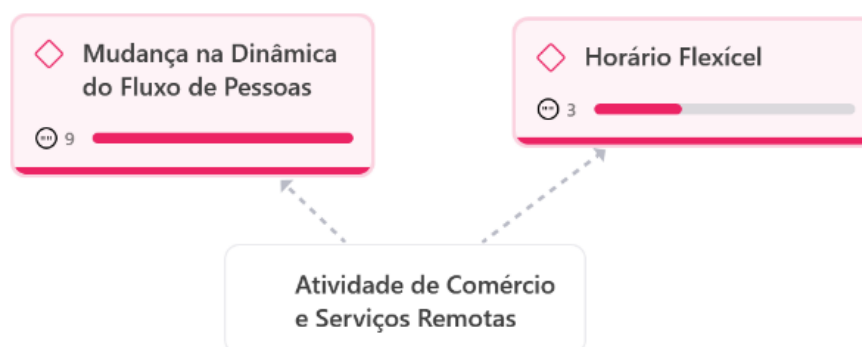 Mudança na Dinâmica
do Fluxo de Pessoas
9
Horário Flexícel
3
Atividade de Comércio
e Serviços Remotas